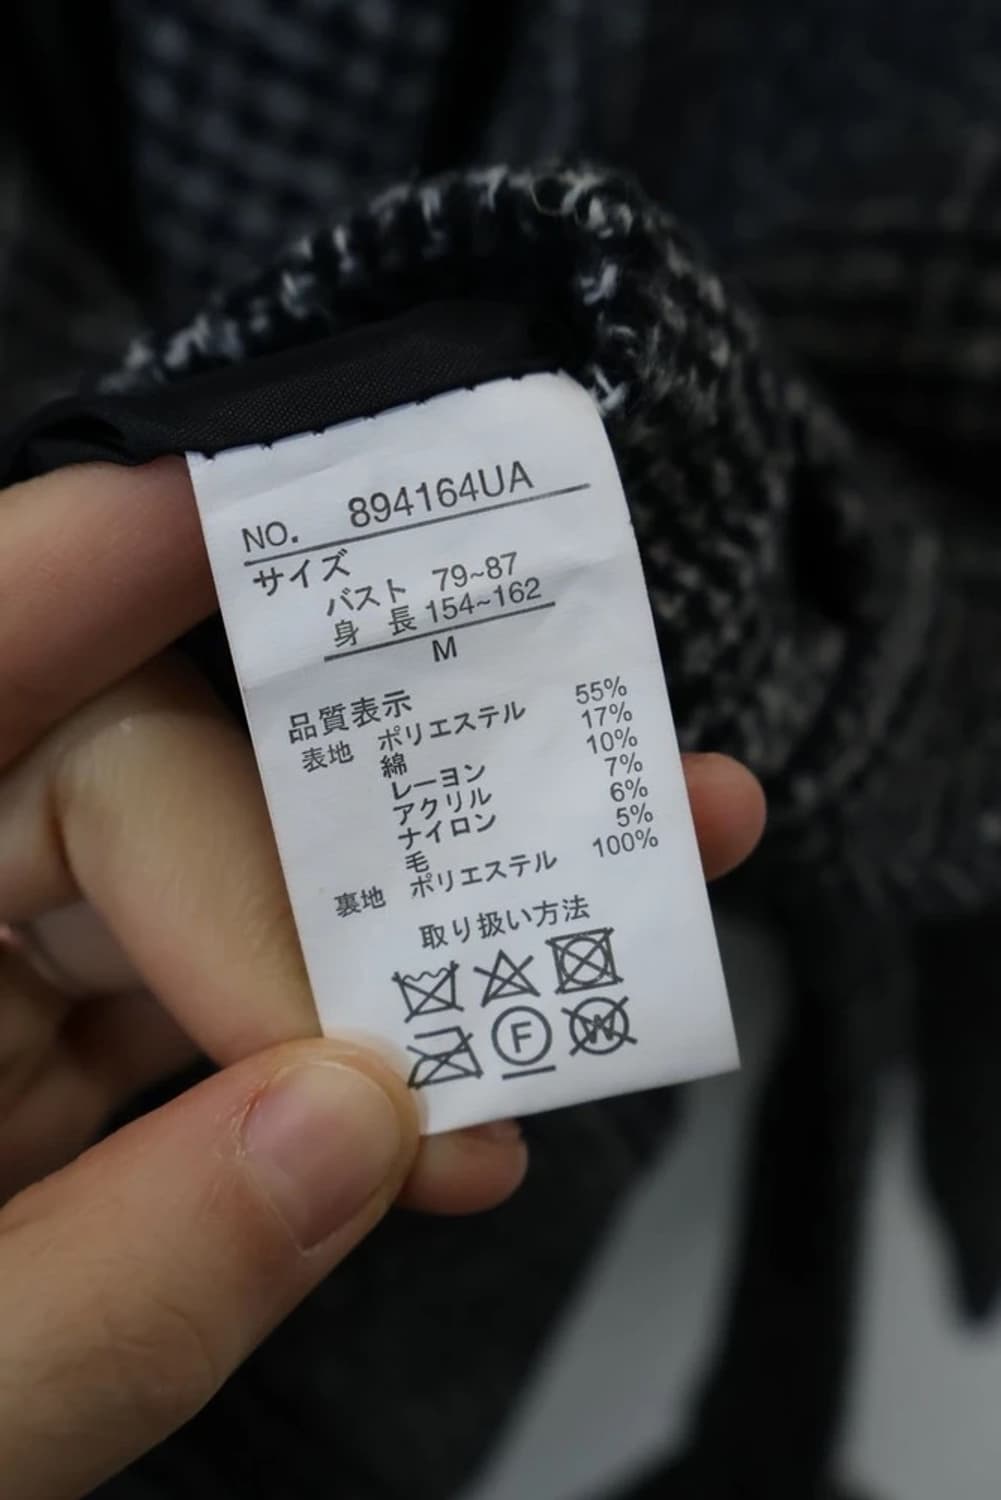 NO. 894164UA
サイズ
バスト 79~87
身 長 154~162
M
品質表示
表地 ポリエステル 55%
綿 17%
レーヨン 10%
アクリル 7%
ナイロン 6%
毛 5%
裏地 ポリエステル 100%
取り扱い方法
F W